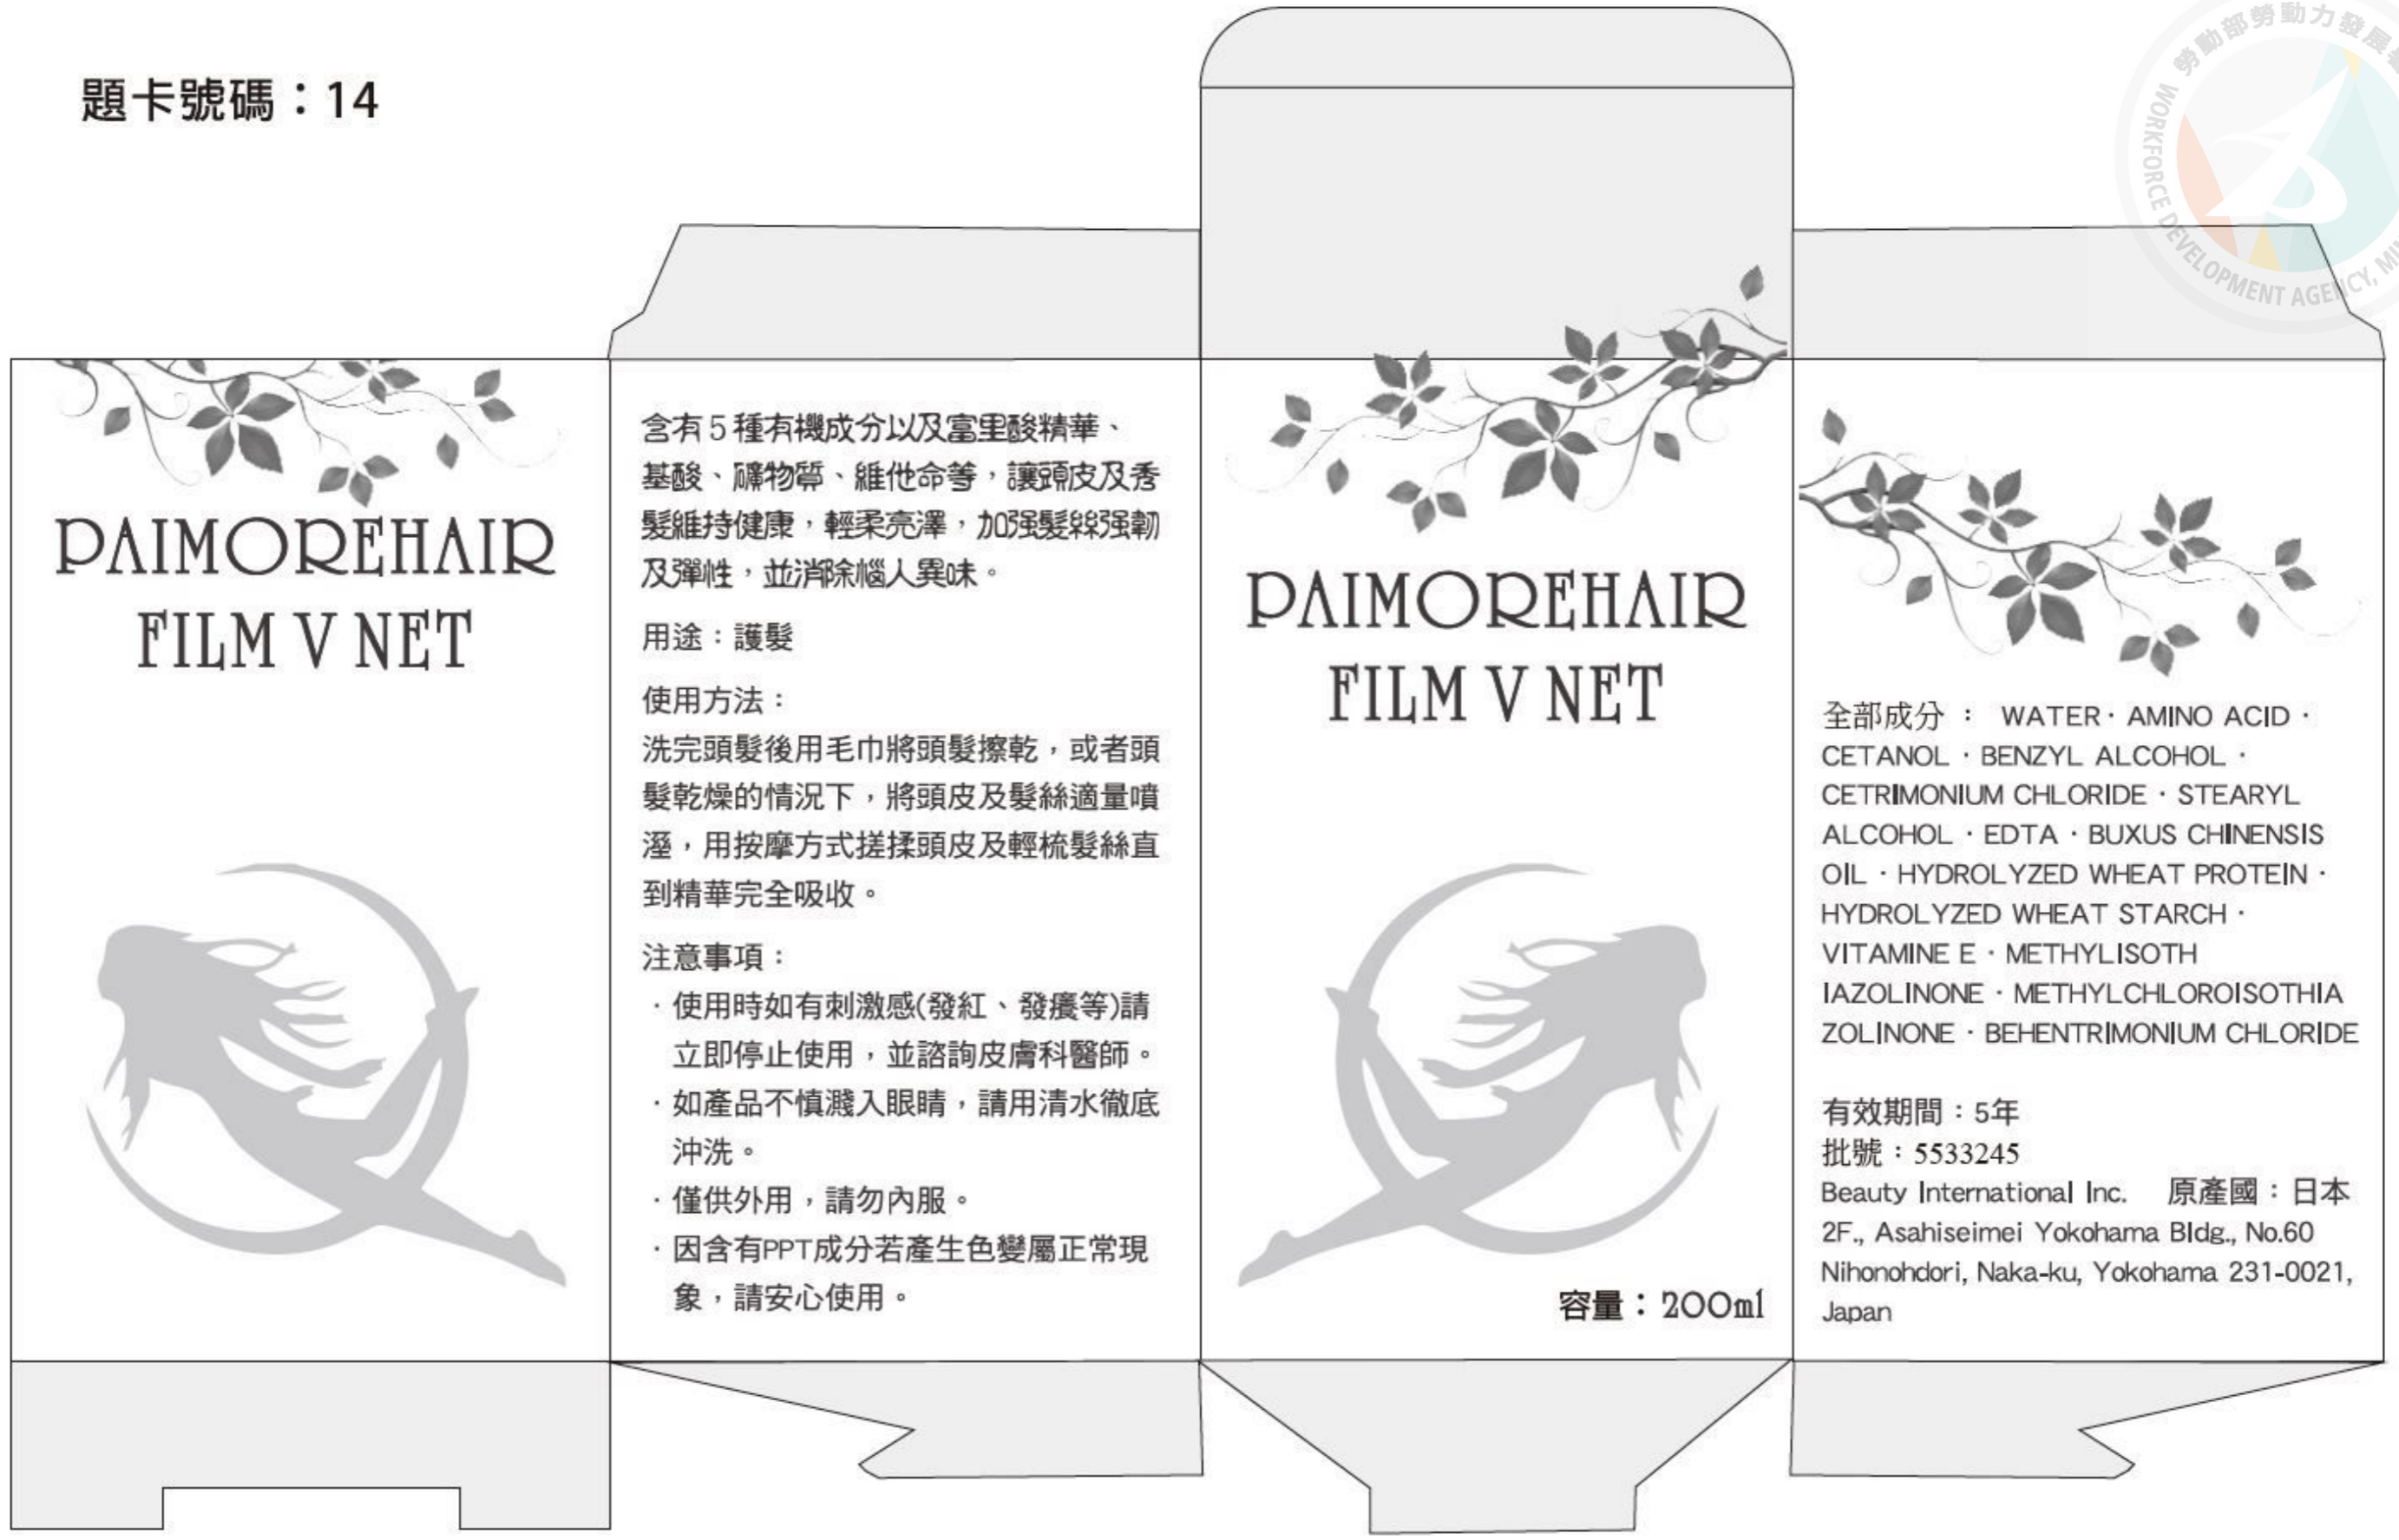 題卡號碼：14
勞動部勞動力發展署
WORKFORCE DEVELOPMENT AGENCY,
PAIMOREHAIR
FILM V NET
含有5種有機成分以及富里酸精華、
基酸、礦物質、維他命等，讓頭皮及秀
髮維持健康，輕柔亮澤，加强髮絲强韌
及彈性，並消除惱人異味。
用途：護髮
使用方法：
洗完頭髮後用毛巾將頭髮擦乾，或者頭
髮乾燥的情況下，將頭皮及髮絲適量噴
溼，用按摩方式搓揉頭皮及輕梳髮絲直
到精華完全吸收。
注意事項：
· 使用時如有刺激感(發紅、發癢等)請
立即停止使用，並諮詢皮膚科醫師。
· 如產品不慎濺入眼睛，請用清水徹底
沖洗。
· 僅供外用，請勿內服。
· 因含有PPT成分若產生色變屬正常現
象，請安心使用。
PAIMOREHAIR
FILM V NET
容量：200ml
全部成分： WATER · AMINO ACID ·
CETANOL · BENZYL ALCOHOL ·
CETRIMONIUM CHLORIDE · STEARYL
ALCOHOL · EDTA · BUXUS CHINENSIS
OIL · HYDROLYZED WHEAT PROTEIN ·
HYDROLYZED WHEAT STARCH ·
VITAMINE E · METHYLISOTH
IAZOLINONE · METHYLCHLOROISOTHIA
ZOLINONE · BEHENTRIMONIUM CHLORIDE
有效期間：5年
批號：5533245
Beauty International Inc. 原產國：日本
2F., Asahiseimei Yokohama Bldg., No.60
Nihonohdori, Naka-ku, Yokohama 231-0021,
Japan